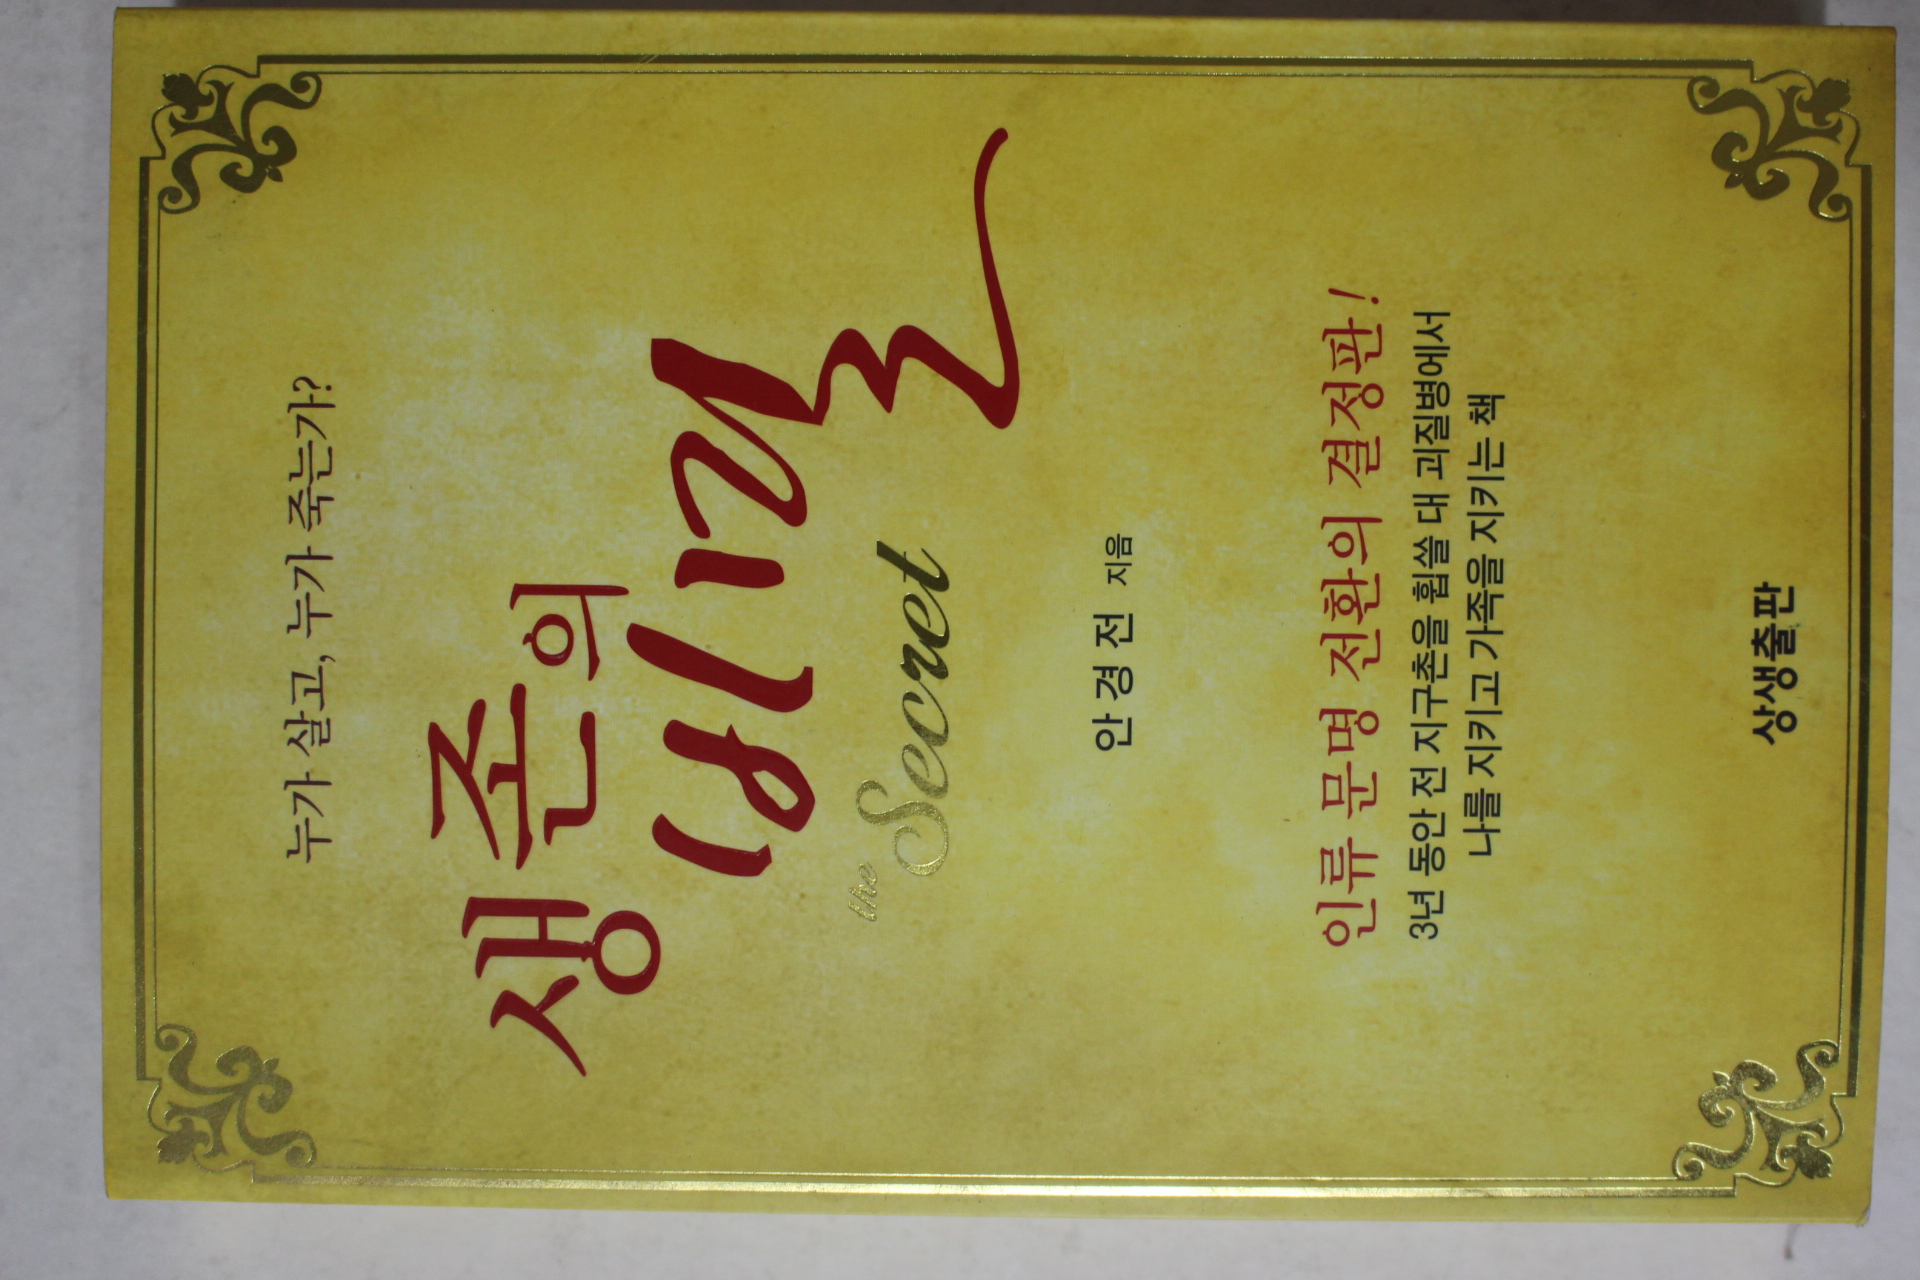 누가 살고, 누가 죽는가?
생존의
비밀
the Secret
안경전 지음
인류 문명 전환의 결정판!
3년 동안 전 지구촌을 휩쓸 대 괴질병에서
나를 지키고 가족을 지키는 책
상생출판